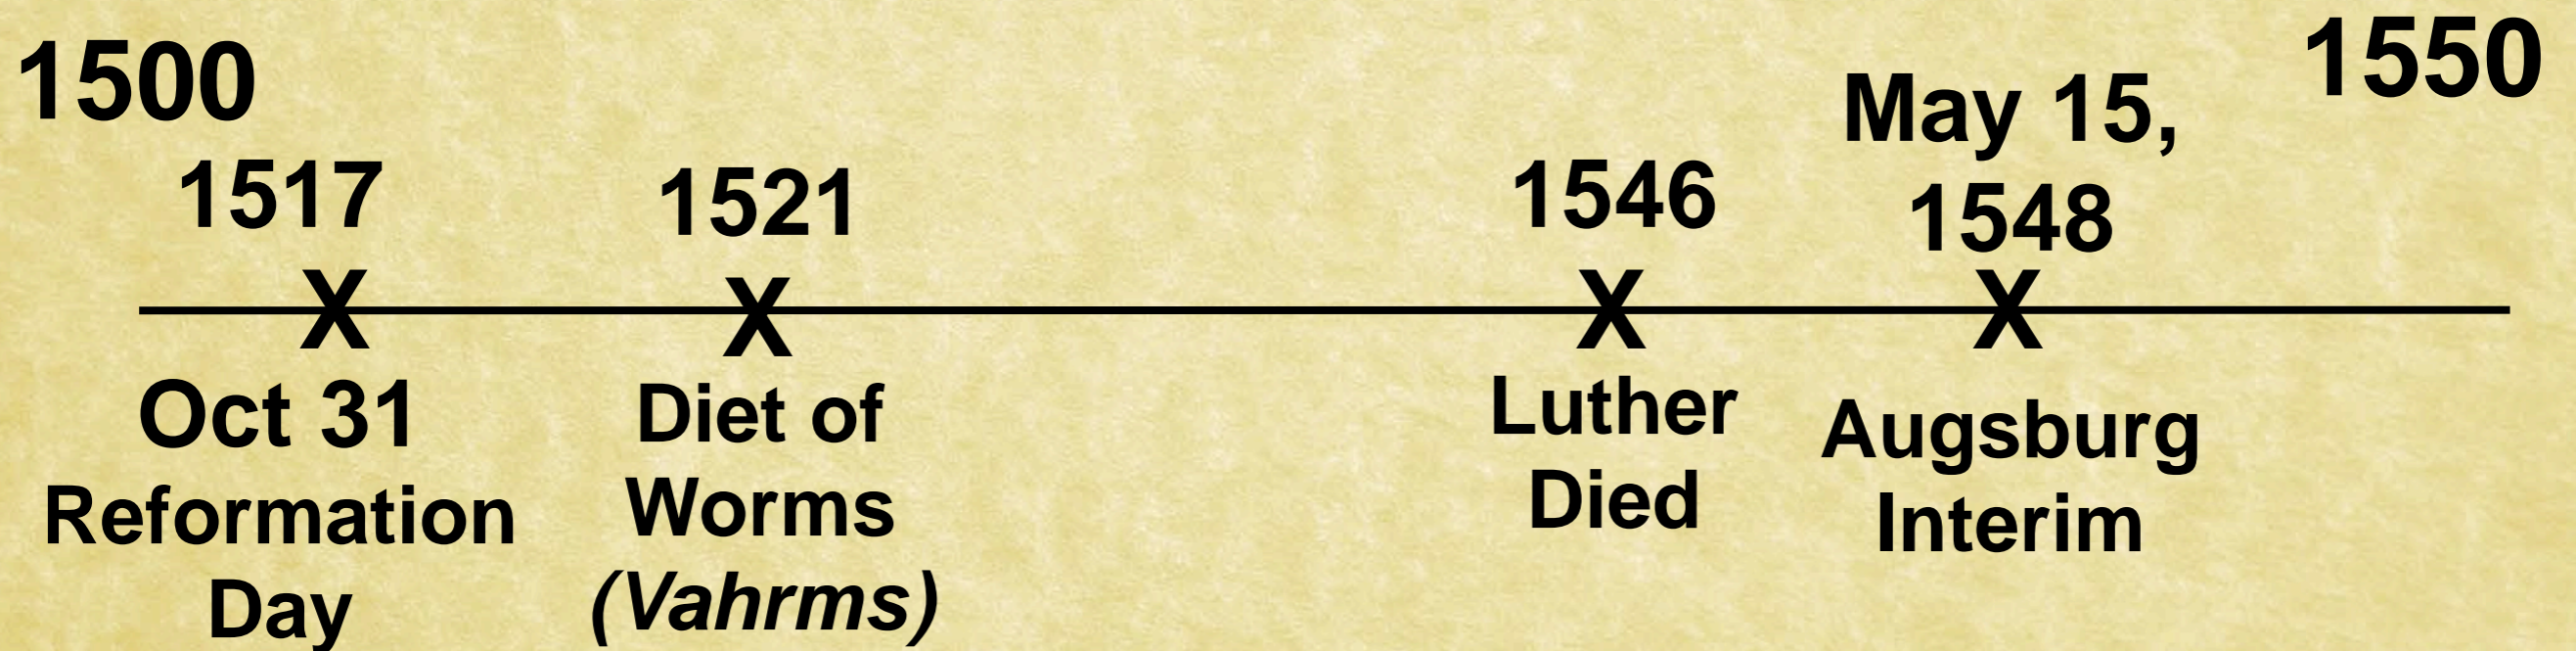 1500
1550
1517
1521
1546
May 15,
1548
X
X
X
X
Oct 31
Reformation
Day
Diet of
Worms
(Vahrms)
Luther
Died
Augsburg
Interim